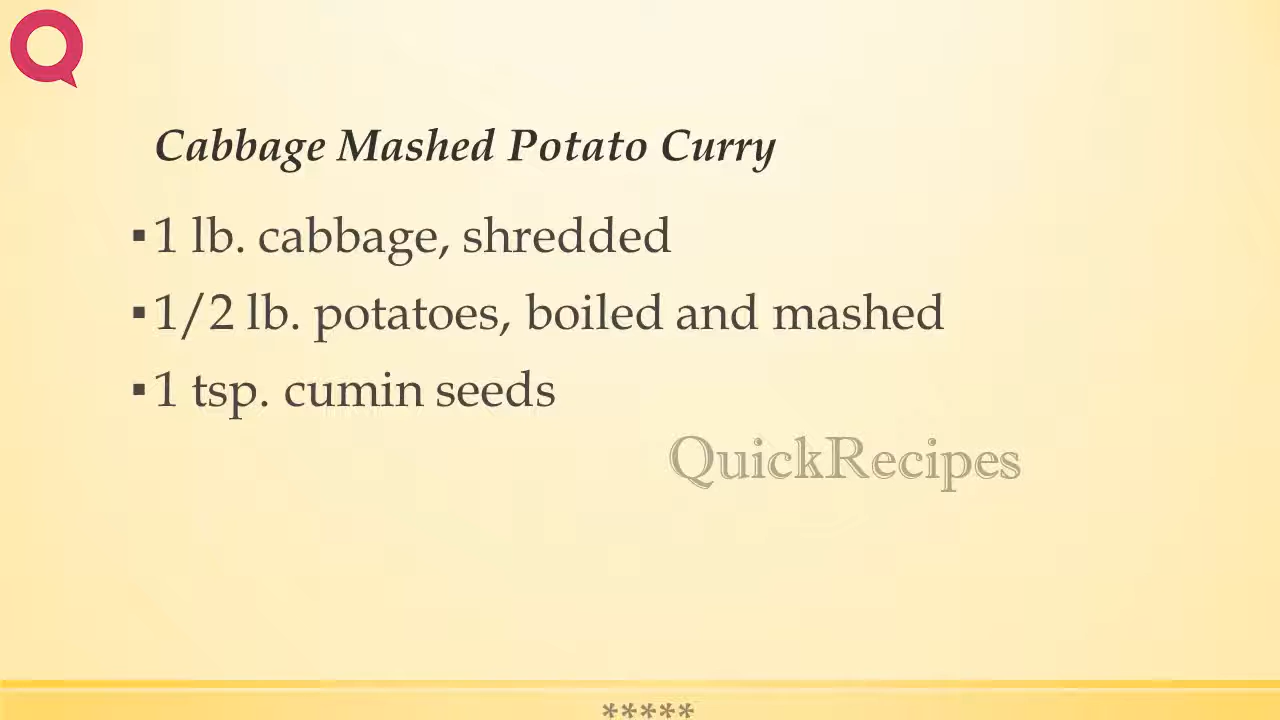 Cabbage Mashed Potato Curry
▪1 lb. cabbage, shredded
▪1/2 lb. potatoes, boiled and mashed
▪1 tsp. cumin seeds
QuickRecipes
*****